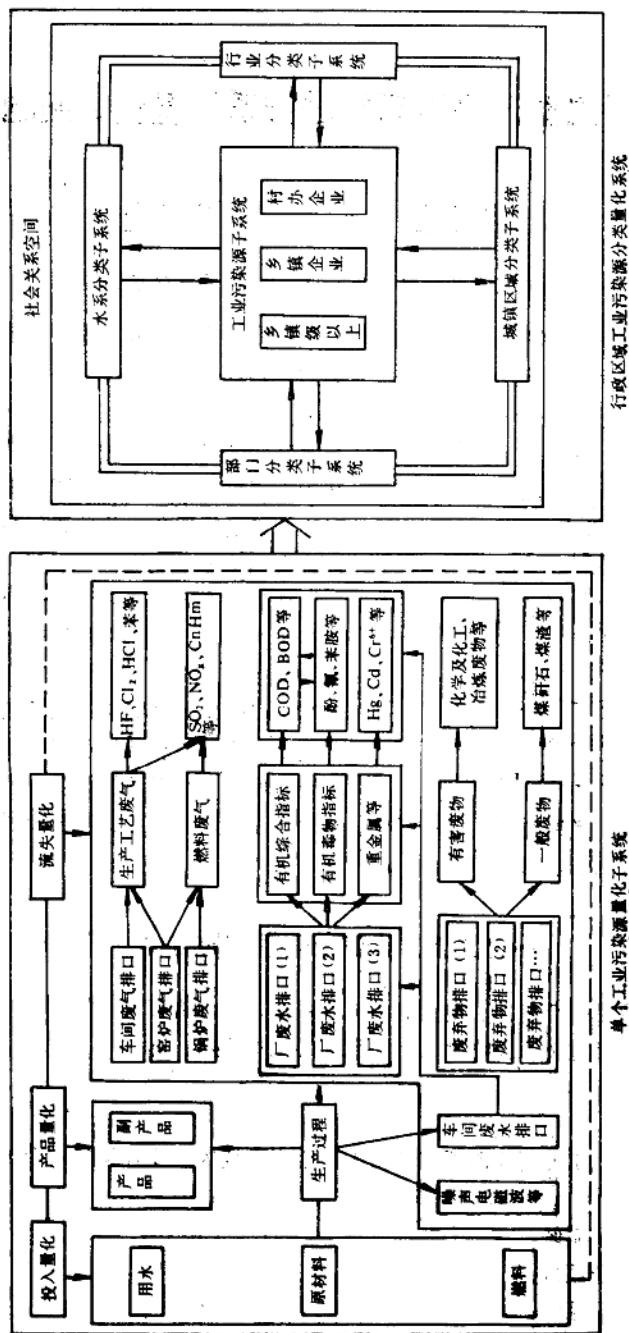 投入量化
产品量化
流失量化
用水
原材料
燃料
产品
副产品
生产过程
噪声电磁波等
车间废水排口
车间废气排口
窑炉废气排口
锅炉废气排口
生产工艺废气
燃料废气
HF、Cl₂、HCl、苯等
SO₂、NOₓ、CnHm
等
厂废水排口(1)
厂废水排口(2)
厂废水排口(3)
有机综合指标
有机毒物指标
重金属等
COD、BOD等
酚、氰、苯胺等
Hg、Cd、Cr⁶⁺等
废弃物排口(1)
废弃物排口(2)
废弃物排口…
有害废物
一般废物
化学及化工、
冶炼废物等
煤矸石、煤渣等
单个工业污染源量化子系统
社会关系空间
水系分类子系统
部门分类子系统
工业污染源子系统
乡镇级以上
乡镇企业
村办企业
行业分类子系统
城镇区域分类子系统
行政区域工业污染源分类量化系统